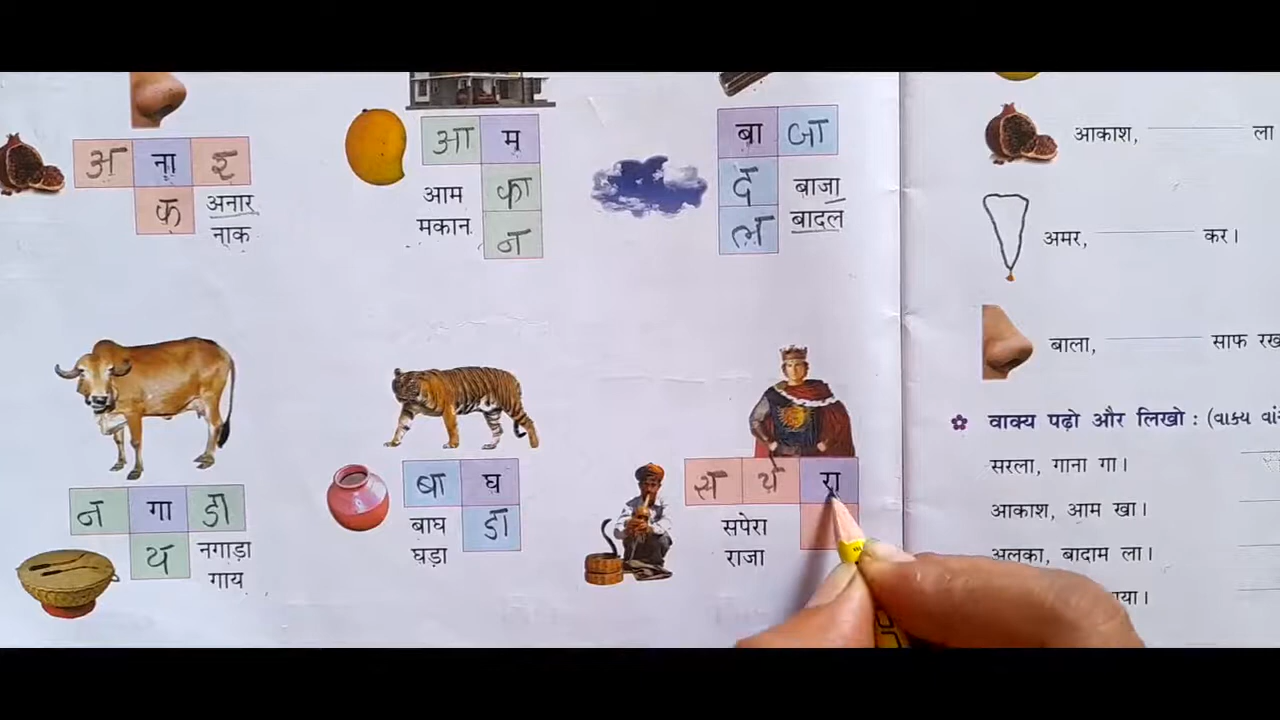 अ ना र
क
अनार
नाक
आ म
का
न
आम
मकान
बा जा
द
ल
बाजा
बादल
न गा डा
य
नगाड़ा
गाय
बा घ
डा
बाघ
घड़ा
स पे रा
सपेरा
राजा
आकाश, ला
अमर, कर।
बाला, साफ रख
वाक्य पढ़ो और लिखो : (वाक्य
सरला, गाना गा।
आकाश, आम खा।
अलका, बादाम ला।